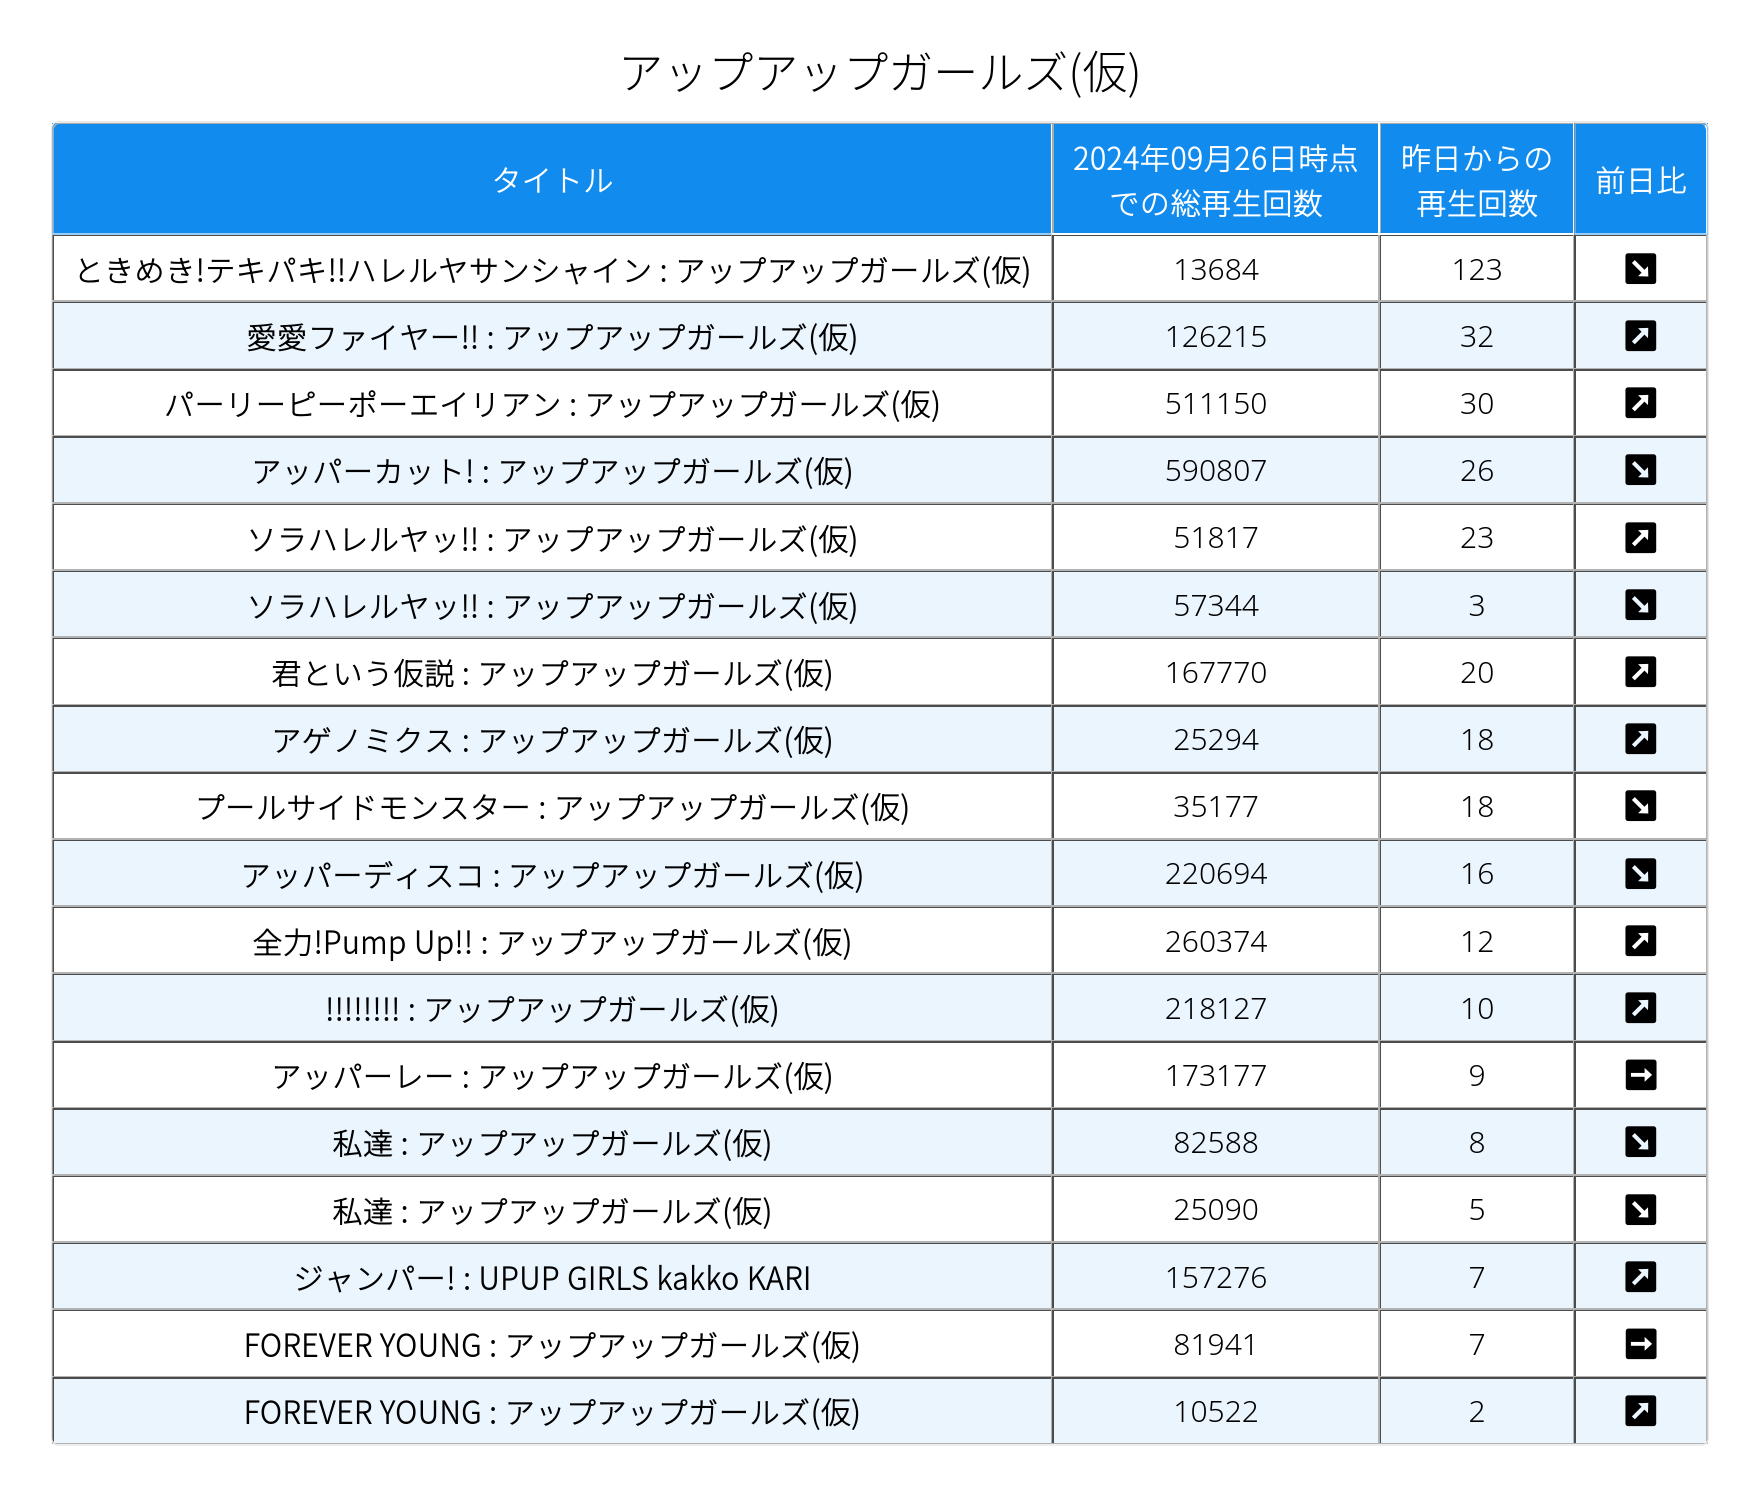 アップアップガールズ(仮)
タイトル 2024年09月26日時点での総再生回数 昨日からの再生回数 前日比
ときめき!テキパキ!!ハレルヤサンシャイン : アップアップガールズ(仮) 13684 123 ↘
愛愛ファイヤー!! : アップアップガールズ(仮) 126215 32 ↗
パーリーピーポーエイリアン : アップアップガールズ(仮) 511150 30 ↗
アッパーカット! : アップアップガールズ(仮) 590807 26 ↘
ソラハレルヤッ!! : アップアップガールズ(仮) 51817 23 ↗
ソラハレルヤッ!! : アップアップガールズ(仮) 57344 3 ↘
君という仮説 : アップアップガールズ(仮) 167770 20 ↗
アゲノミクス : アップアップガールズ(仮) 25294 18 ↗
プールサイドモンスター : アップアップガールズ(仮) 35177 18 ↘
アッパーディスコ : アップアップガールズ(仮) 220694 16 ↘
全力!Pump Up!! : アップアップガールズ(仮) 260374 12 ↗
!!!!!!!! : アップアップガールズ(仮) 218127 10 ↗
アッパーレー : アップアップガールズ(仮) 173177 9 →
私達 : アップアップガールズ(仮) 82588 8 ↘
私達 : アップアップガールズ(仮) 25090 5 ↘
ジャンパー! : UPUP GIRLS kakko KARI 157276 7 ↗
FOREVER YOUNG : アップアップガールズ(仮) 81941 7 →
FOREVER YOUNG : アップアップガールズ(仮) 10522 2 ↗